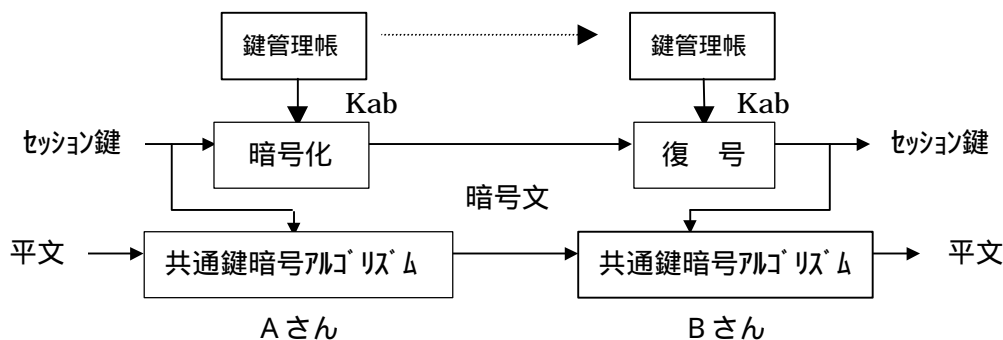 鍵管理帳
鍵管理帳
Kab
Kab
ｾｯｼｮﾝ鍵
暗号化
復　号
ｾｯｼｮﾝ鍵
暗号文
平文
共通鍵暗号ｱﾙｺﾞﾘｽﾞﾑ
共通鍵暗号ｱﾙｺﾞﾘｽﾞﾑ
平文
Ａさん
Ｂさん